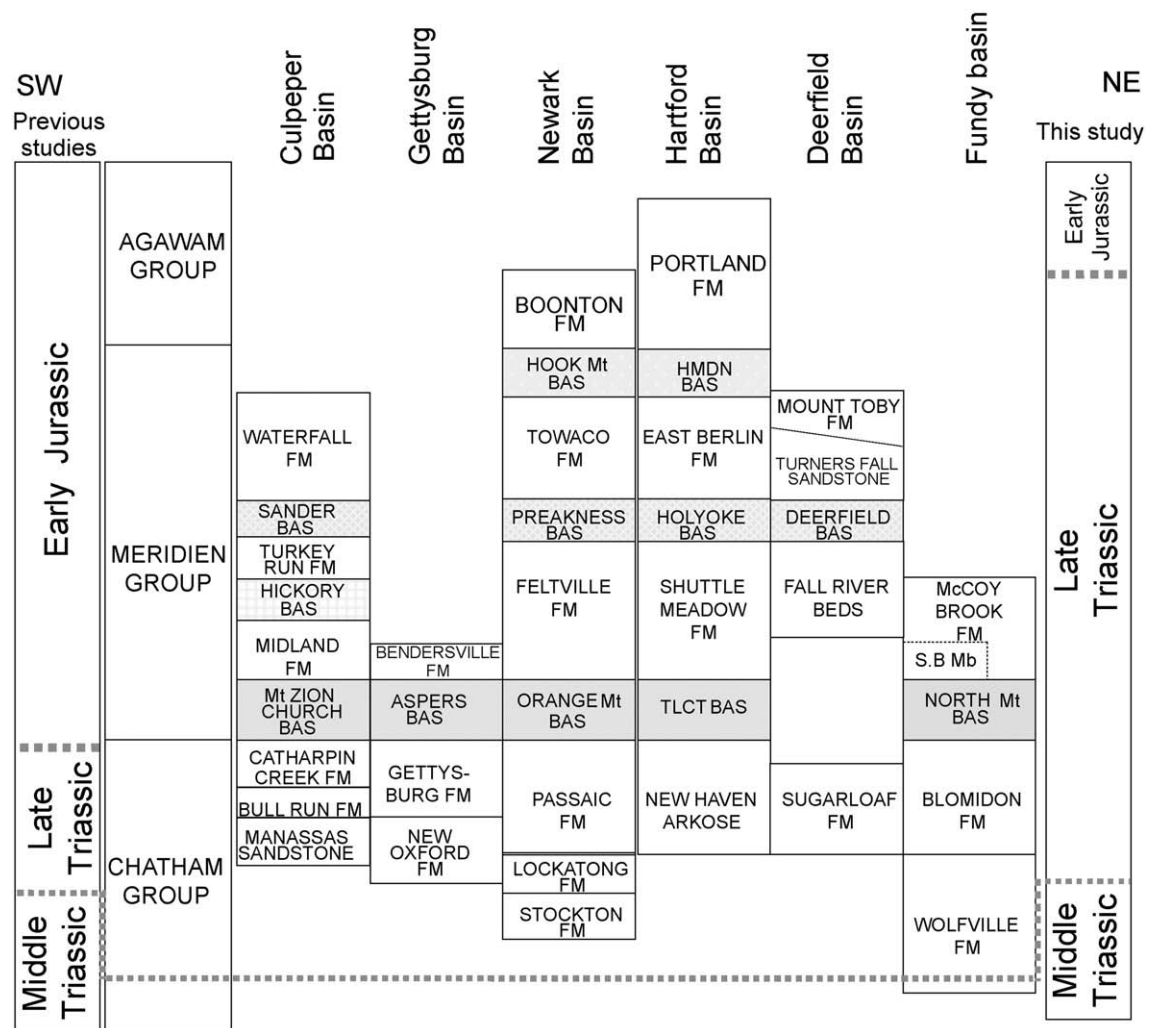 SW
Previous
studies
Culpeper
Basin
Gettysburg
Basin
Newark
Basin
Hartford
Basin
Deerfield
Basin
Fundy basin
NE
This study
Early Jurassic
Late
Triassic
Middle
Triassic
AGAWAM
GROUP
MERIDIEN
GROUP
CHATHAM
GROUP
WATERFALL
FM
SANDER
BAS
TURKEY
RUN FM
HICKORY
BAS
MIDLAND
FM
Mt ZION
CHURCH
BAS
CATHARPIN
CREEK FM
BULL RUN FM
MANASSAS
SANDSTONE
BENDERSVILLE
FM
ASPERS
BAS
GETTYS-
BURG FM
NEW
OXFORD
FM
BOONTON
FM
HOOK Mt
BAS
TOWACO
FM
PREAKNESS
BAS
FELTVILLE
FM
ORANGE Mt
BAS
PASSAIC
FM
LOCKATONG
FM
STOCKTON
FM
PORTLAND
FM
HMDN
BAS
EAST BERLIN
FM
HOLYOKE
BAS
SHUTTLE
MEADOW
FM
TLCT BAS
NEW HAVEN
ARKOSE
MOUNT TOBY
FM
TURNERS FALL
SANDSTONE
DEERFIELD
BAS
FALL RIVER
BEDS
SUGARLOAF
FM
McCOY
BROOK
FM
S.B Mb
NORTH Mt
BAS
BLOMIDON
FM
WOLFVILLE
FM
Early
Jurassic
Late
Triassic
Middle
Triassic